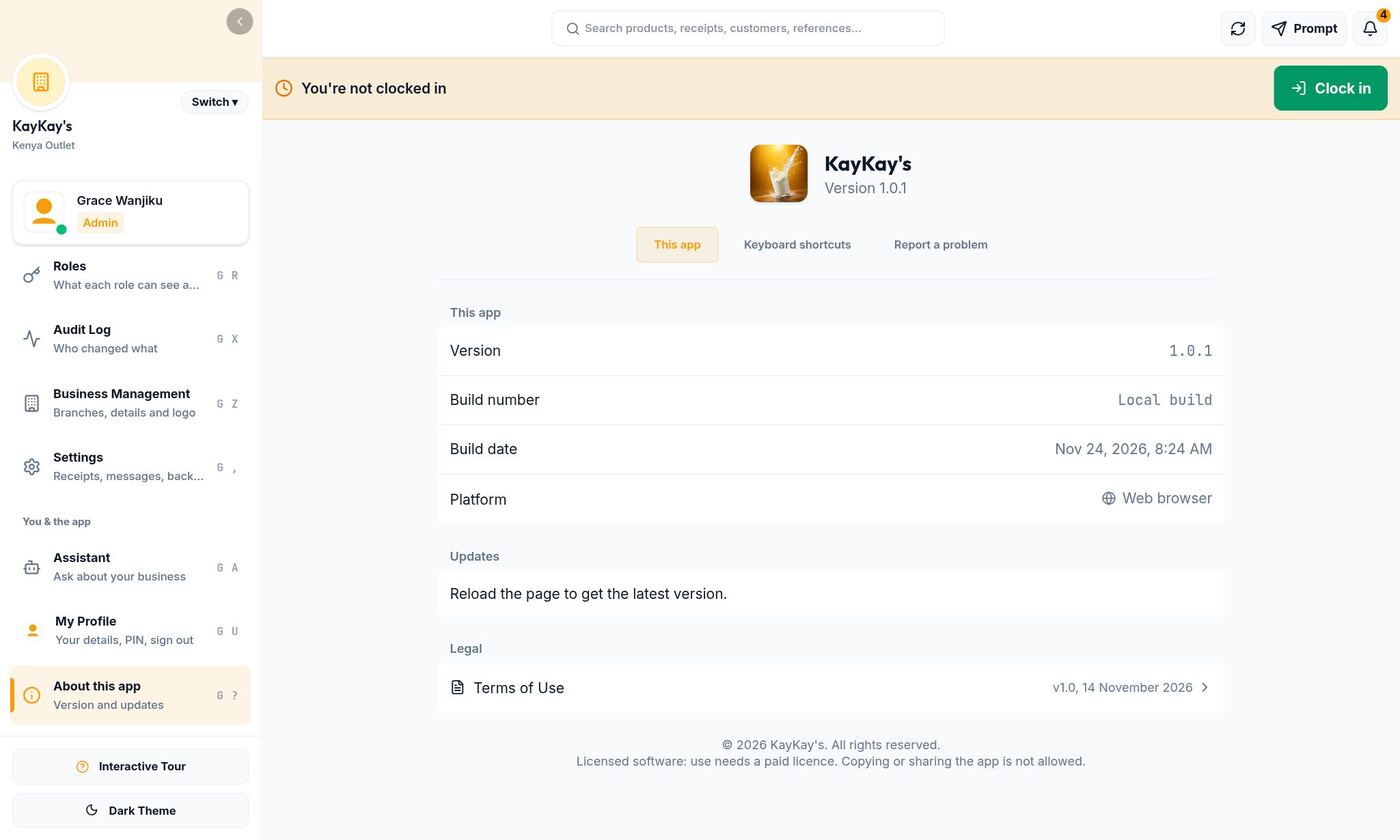 Search products, receipts, customers, references...
Prompt
4
Switch ▾
KayKay's
Kenya Outlet
Grace Wanjiku
Admin
Roles
What each role can see a...
G R
Audit Log
Who changed what
G X
Business Management
Branches, details and logo
G Z
Settings
Receipts, messages, back...
G ,
You & the app
Assistant
Ask about your business
G A
My Profile
Your details, PIN, sign out
G U
About this app
Version and updates
G ?
Interactive Tour
Dark Theme
You're not clocked in
Clock in
KayKay's
Version 1.0.1
This app
Keyboard shortcuts
Report a problem
This app
Version
1.0.1
Build number
Local build
Build date
Nov 24, 2026, 8:24 AM
Platform
Web browser
Updates
Reload the page to get the latest version.
Legal
Terms of Use
v1.0, 14 November 2026
© 2026 KayKay's. All rights reserved.
Licensed software: use needs a paid licence. Copying or sharing the app is not allowed.